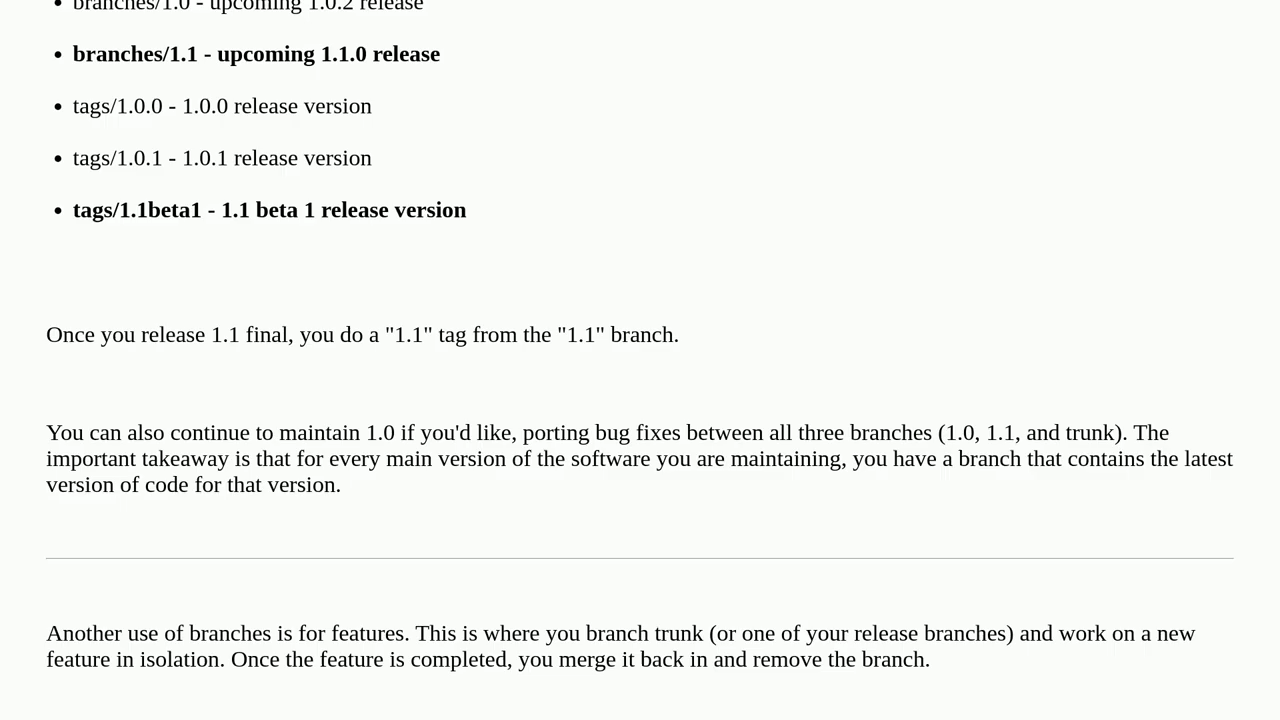 branches/1.0 - upcoming 1.0.2 release
branches/1.1 - upcoming 1.1.0 release
tags/1.0.0 - 1.0.0 release version
tags/1.0.1 - 1.0.1 release version
tags/1.1beta1 - 1.1 beta 1 release version
Once you release 1.1 final, you do a "1.1" tag from the "1.1" branch.
You can also continue to maintain 1.0 if you'd like, porting bug fixes between all three branches (1.0, 1.1, and trunk). The
important takeaway is that for every main version of the software you are maintaining, you have a branch that contains the latest
version of code for that version.
Another use of branches is for features. This is where you branch trunk (or one of your release branches) and work on a new
feature in isolation. Once the feature is completed, you merge it back in and remove the branch.